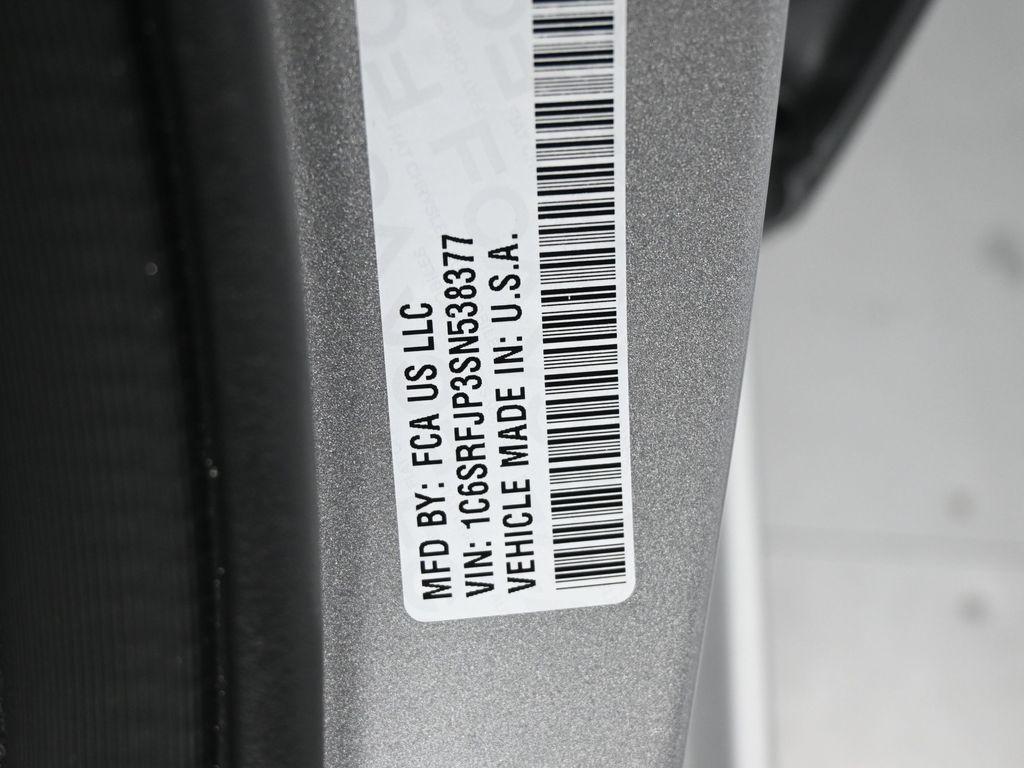 MFD BY: FCA US LLC
VIN: 1C6SRFJP3SN538377
VEHICLE MADE IN: U.S.A.